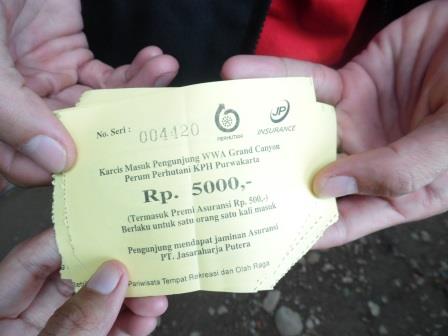 No. Seri : 004420
PERHUTANI
JP
INSURANCE
Karcis Masuk Pengunjung WWA Grand Canyon
Perum Perhutani KPH Purwakarta
Rp. 5000,-
(Termasuk Premi Asuransi Rp. 500,-)
Berlaku untuk satu orang satu kali masuk
Pengunjung mendapat jaminan Asuransi
PT. Jasaraharja Putera
Pariwisata Tempat Rekreasi dan Olah Raga